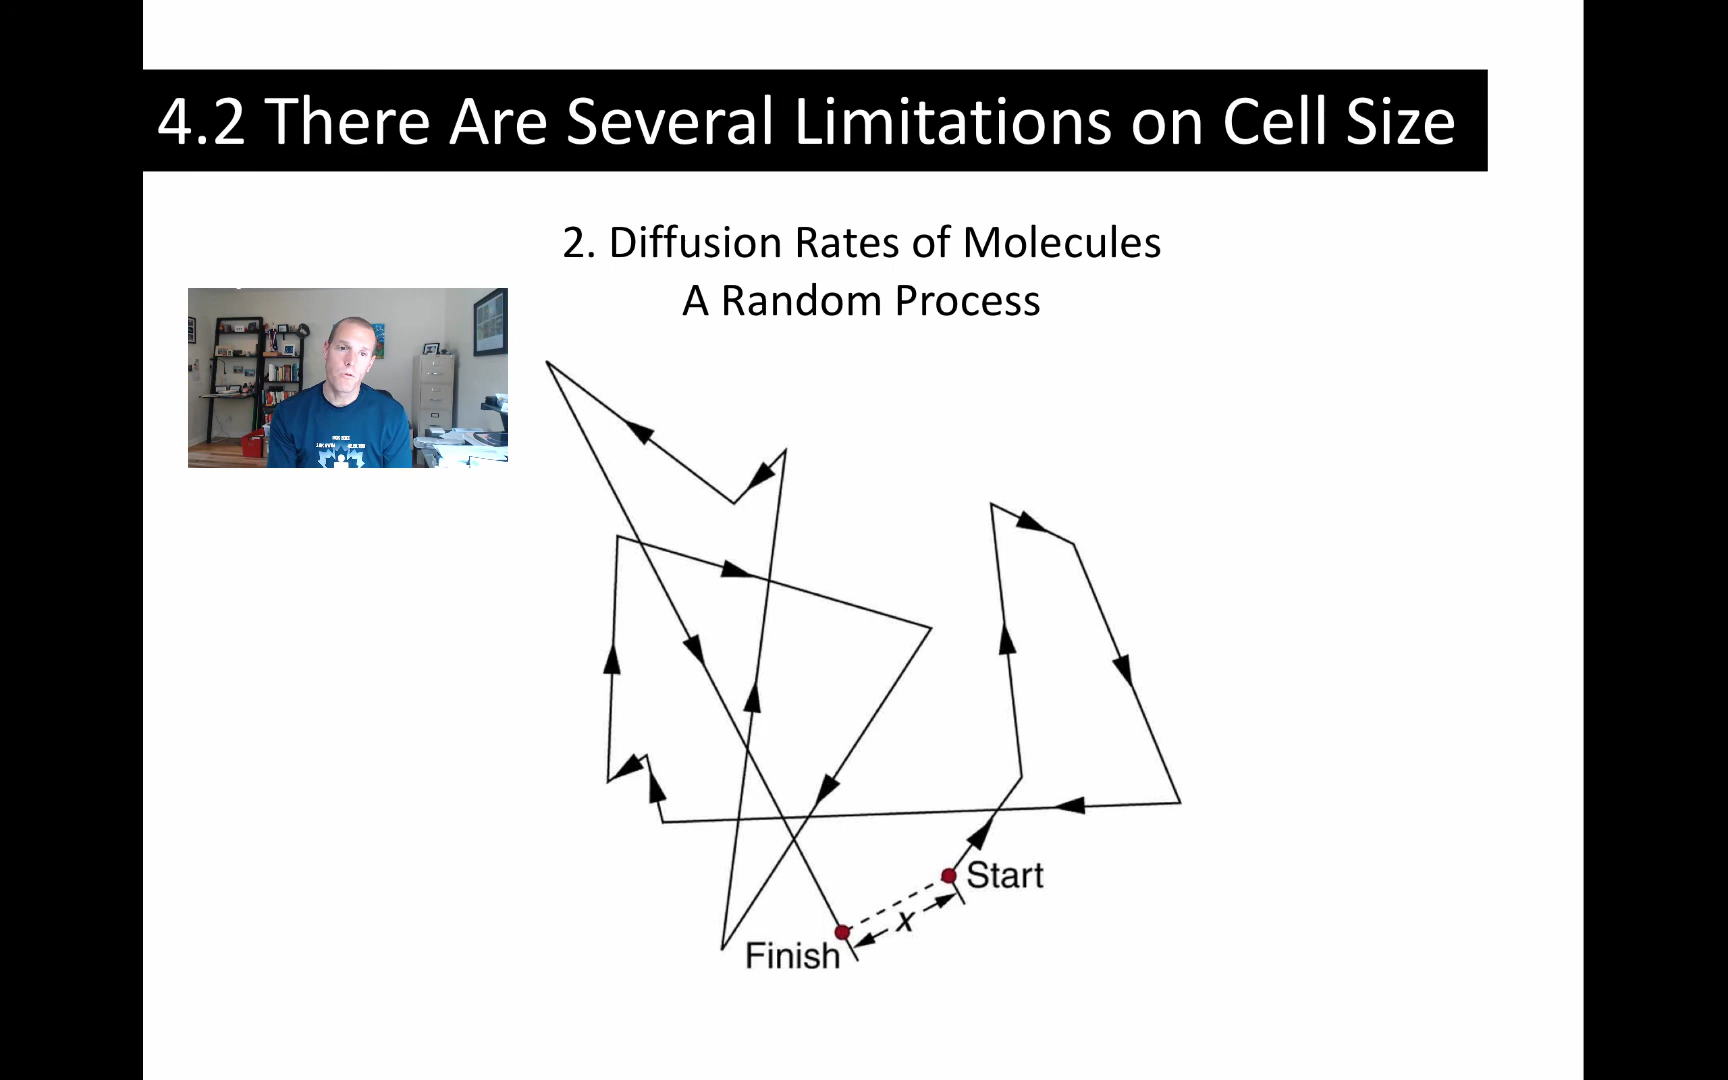 4.2 There Are Several Limitations on Cell Size
2. Diffusion Rates of Molecules
A Random Process
Start
x
Finish